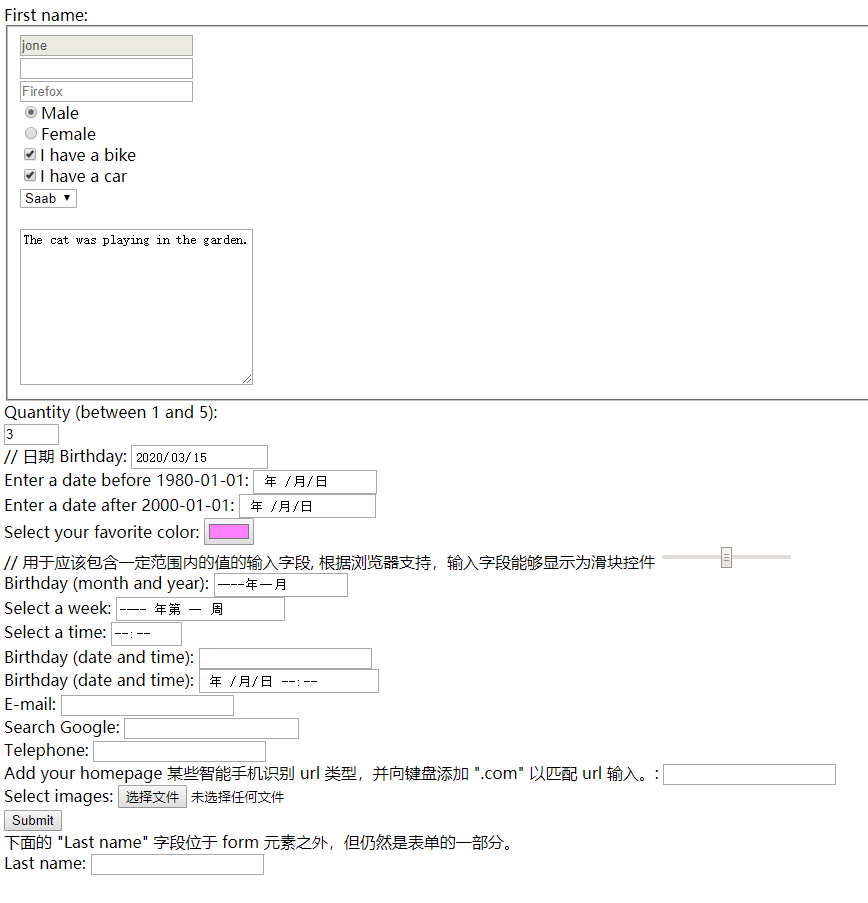 First name:
jone
Firefox
Male
Female
I have a bike
I have a car
Saab
The cat was playing in the garden.
Quantity (between 1 and 5):
3
// 日期 Birthday: 2020/03/15
Enter a date before 1980-01-01: 年 /月/日
Enter a date after 2000-01-01: 年 /月/日
Select your favorite color:
// 用于应该包含一定范围内的值的输入字段, 根据浏览器支持，输入字段能够显示为滑块控件
Birthday (month and year): ----年--月
Select a week: ---- 年第 -- 周
Select a time: --:--
Birthday (date and time):
Birthday (date and time): 年 /月/日 --:--
E-mail:
Search Google:
Telephone:
Add your homepage 某些智能手机识别 url 类型，并向键盘添加 ".com" 以匹配 url 输入。:
Select images: 选择文件 未选择任何文件
Submit
下面的 "Last name" 字段位于 form 元素之外，但仍然是表单的一部分。
Last name: